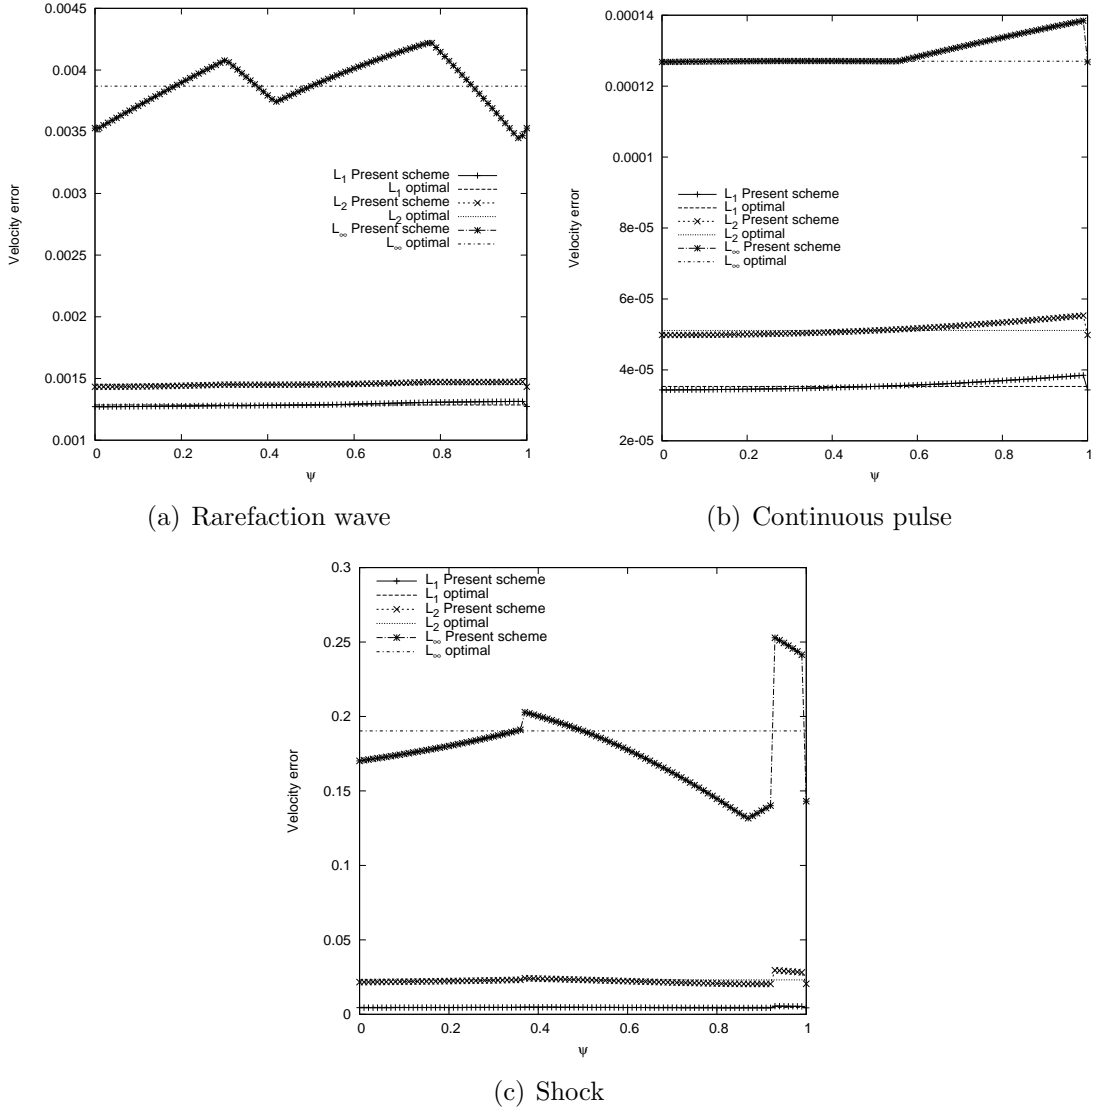 0.0045
0.004
0.0035
0.003
0.0025
0.002
0.0015
0.001
0 0.2 0.4 0.6 0.8 1
Velocity error
ψ
L1 Present scheme
L1 optimal
L2 Present scheme
L2 optimal
L∞ Present scheme
L∞ optimal
(a) Rarefaction wave
0.00014
0.00012
0.0001
8e-05
6e-05
4e-05
2e-05
0 0.2 0.4 0.6 0.8 1
Velocity error
ψ
L1 Present scheme
L1 optimal
L2 Present scheme
L2 optimal
L∞ Present scheme
L∞ optimal
(b) Continuous pulse
0.3
0.25
0.2
0.15
0.1
0.05
0
0 0.2 0.4 0.6 0.8 1
Velocity error
ψ
L1 Present scheme
L1 optimal
L2 Present scheme
L2 optimal
L∞ Present scheme
L∞ optimal
(c) Shock